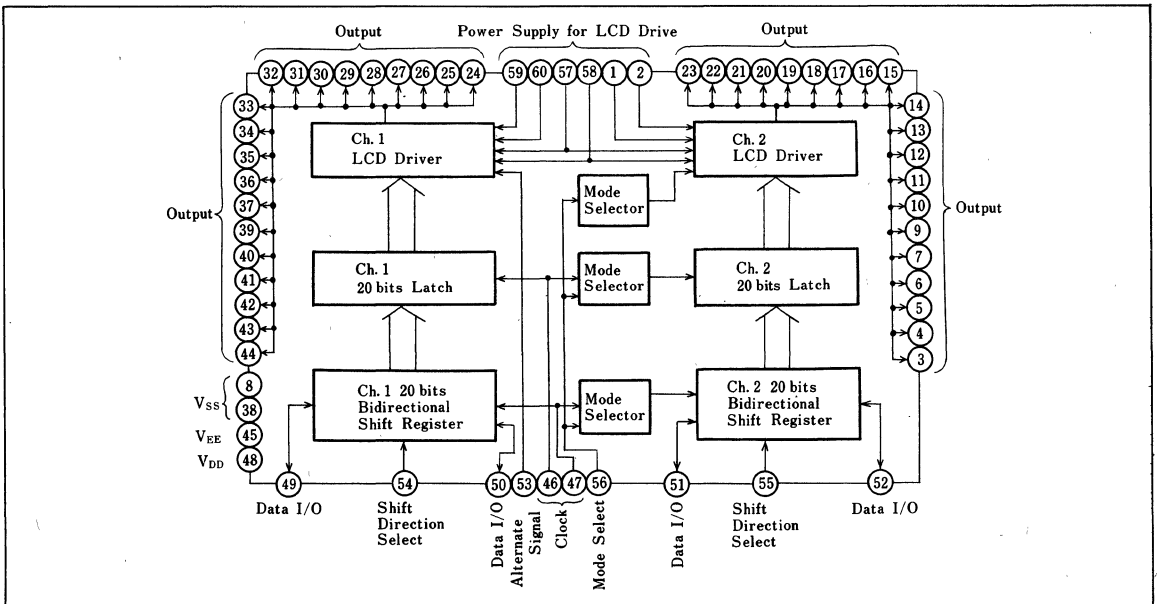 Output
Power Supply for LCD Drive
Output
32 31 30 29 28 27 26 25 24
59 60 57 58 1 2
23 22 21 20 19 18 17 16 15
33
34
35
36
37
39
40
41
42
43
44
Output
Ch. 1
LCD Driver
Ch. 2
LCD Driver
Mode
Selector
Ch. 1
20 bits Latch
Mode
Selector
Ch. 2
20 bits Latch
Ch. 1 20 bits
Bidirectional
Shift Register
Mode
Selector
Ch. 2 20 bits
Bidirectional
Shift Register
14
13
12
11
10
9
7
6
5
4
3
Output
8
38
VSS
VEE 45
VDD 48
49 54 50 53 46 47 56 51 55 52
Data I/O
Shift
Direction
Select
Data I/O
Alternate
Signal
Clock
Mode Select
Data I/O
Shift
Direction
Select
Data I/O